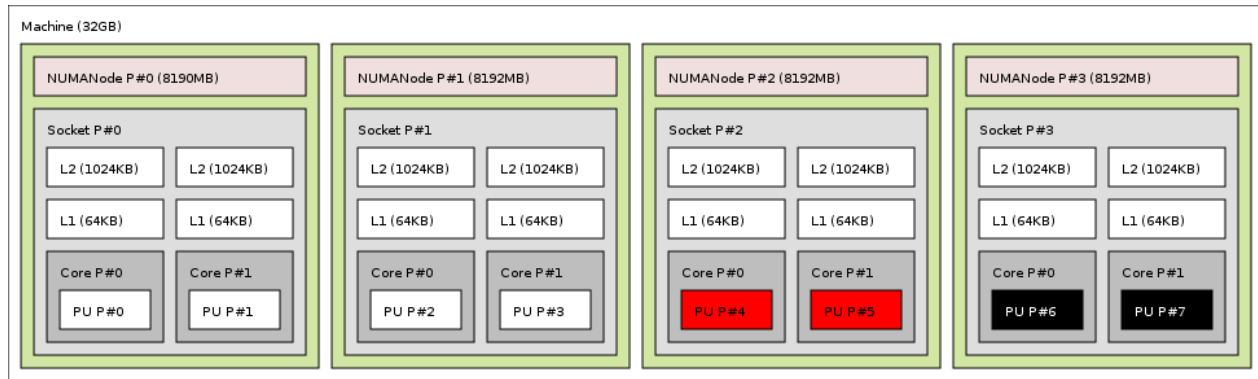 Machine (32GB)
NUMANode P#0 (8190MB)
Socket P#0
L2 (1024KB) L2 (1024KB)
L1 (64KB) L1 (64KB)
Core P#0 Core P#1
PU P#0 PU P#1
NUMANode P#1 (8192MB)
Socket P#1
L2 (1024KB) L2 (1024KB)
L1 (64KB) L1 (64KB)
Core P#0 Core P#1
PU P#2 PU P#3
NUMANode P#2 (8192MB)
Socket P#2
L2 (1024KB) L2 (1024KB)
L1 (64KB) L1 (64KB)
Core P#0 Core P#1
PU P#4 PU P#5
NUMANode P#3 (8192MB)
Socket P#3
L2 (1024KB) L2 (1024KB)
L1 (64KB) L1 (64KB)
Core P#0 Core P#1
PU P#6 PU P#7